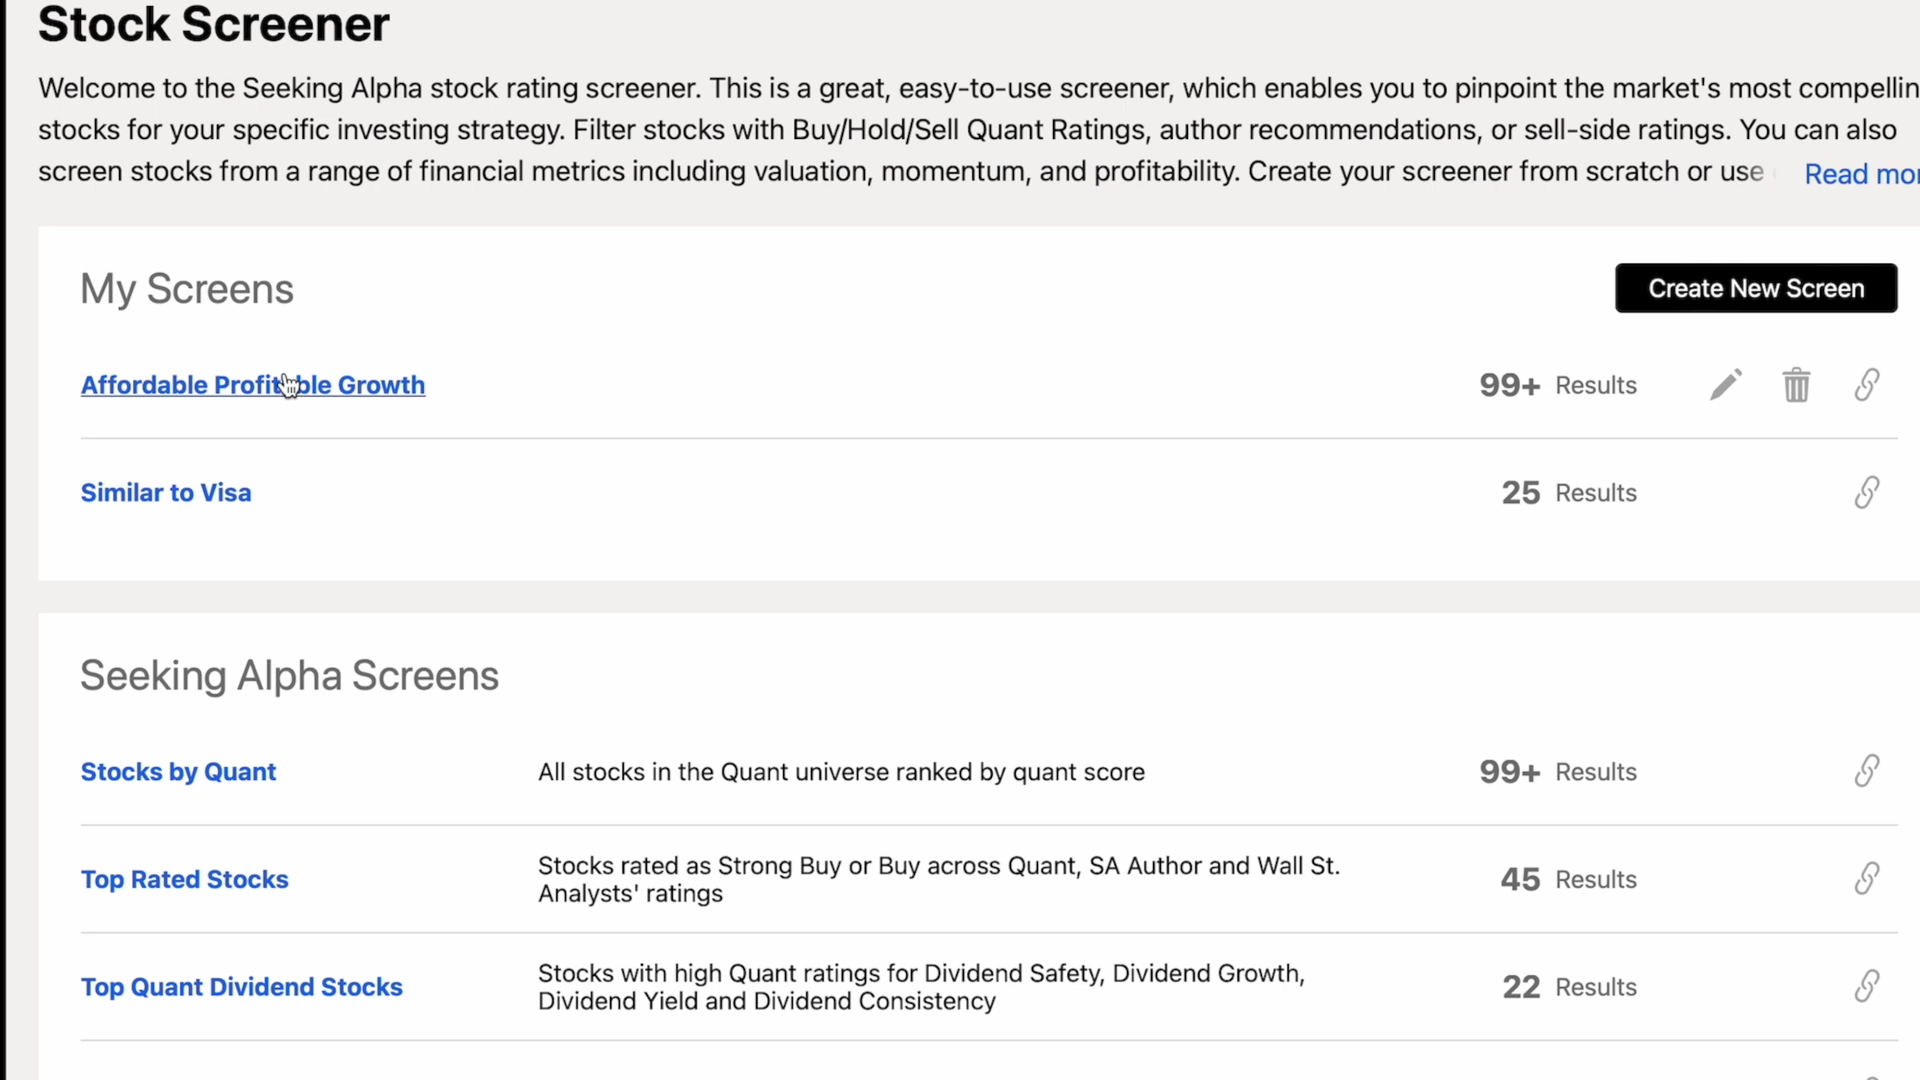 Stock Screener
Welcome to the Seeking Alpha stock rating screener. This is a great, easy-to-use screener, which enables you to pinpoint the market's most compellin
stocks for your specific investing strategy. Filter stocks with Buy/Hold/Sell Quant Ratings, author recommendations, or sell-side ratings. You can also
screen stocks from a range of financial metrics including valuation, momentum, and profitability. Create your screener from scratch or use Read mor
My Screens
Create New Screen
Affordable Profitable Growth
99+ Results
Similar to Visa
25 Results
Seeking Alpha Screens
Stocks by Quant
All stocks in the Quant universe ranked by quant score
99+ Results
Top Rated Stocks
Stocks rated as Strong Buy or Buy across Quant, SA Author and Wall St.
Analysts' ratings
45 Results
Top Quant Dividend Stocks
Stocks with high Quant ratings for Dividend Safety, Dividend Growth,
Dividend Yield and Dividend Consistency
22 Results